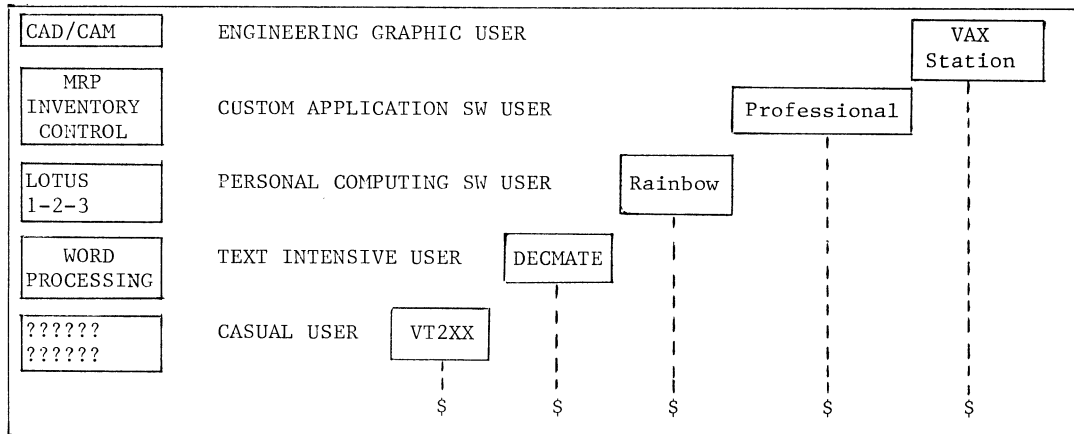 CAD/CAM ENGINEERING GRAPHIC USER VAX
Station
MRP
INVENTORY CUSTOM APPLICATION SW USER Professional
CONTROL
LOTUS PERSONAL COMPUTING SW USER Rainbow
1-2-3
WORD TEXT INTENSIVE USER DECMATE
PROCESSING
?????? CASUAL USER VT2XX
??????
$ $ $ $ $